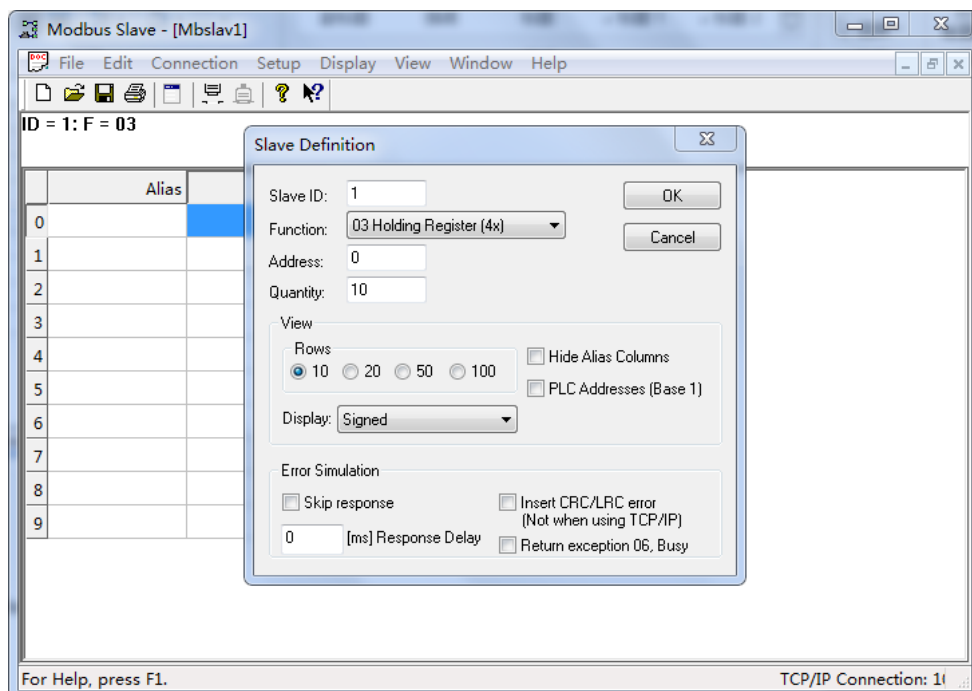 Modbus Slave - [Mbslav1]
File Edit Connection Setup Display View Window Help
ID = 1: F = 03
Alias
0
1
2
3
4
5
6
7
8
9
Slave Definition
Slave ID: 1
OK
Function: 03 Holding Register (4x)
Cancel
Address: 0
Quantity: 10
View
Rows
10 20 50 100
Hide Alias Columns
PLC Addresses (Base 1)
Display: Signed
Error Simulation
Skip response
Insert CRC/LRC error
(Not when using TCP/IP)
0 [ms] Response Delay
Return exception 06, Busy
For Help, press F1.
TCP/IP Connection: